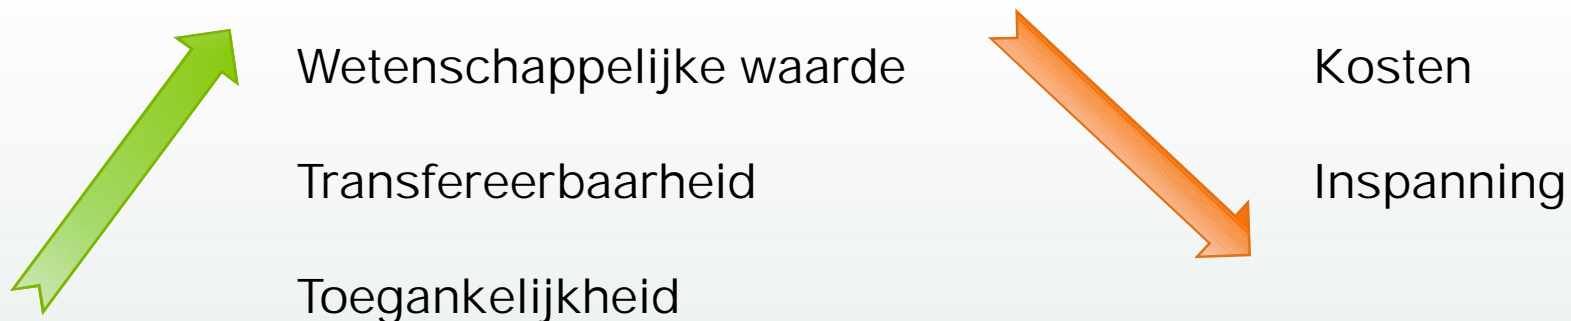 Wetenschappelijke waarde
Transfereerbaarheid
Toegankelijkheid
Kosten
Inspanning